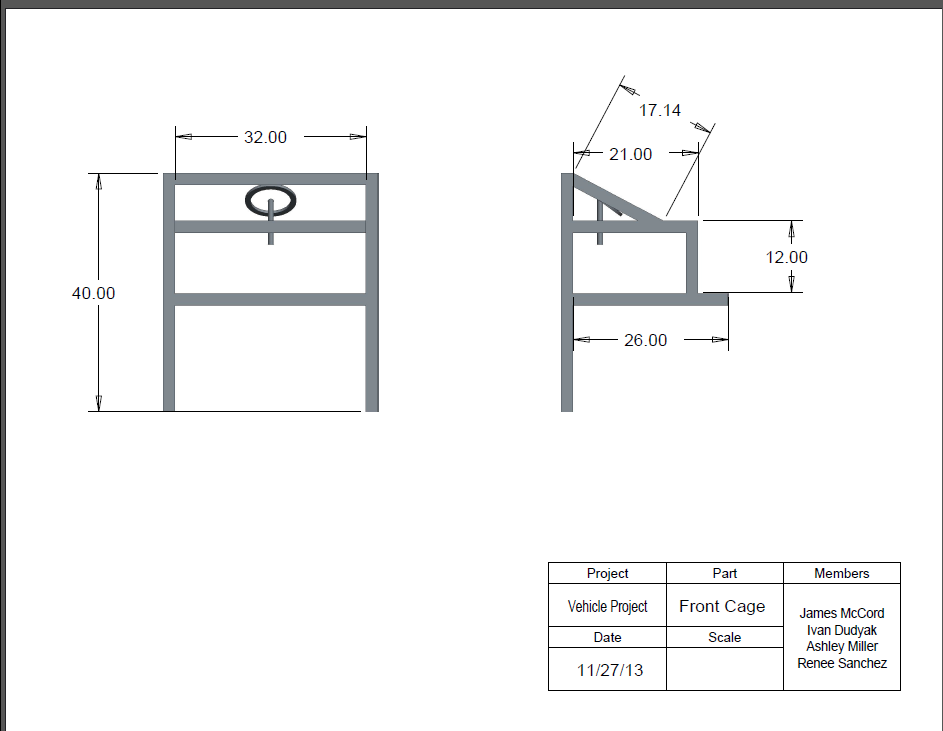 17.14
32.00
21.00
12.00
40.00
26.00
Project
Part
Members
Vehicle Project
Front Cage
James McCord
Ivan Dudyak
Ashley Miller
Renee Sanchez
Date
Scale
11/27/13